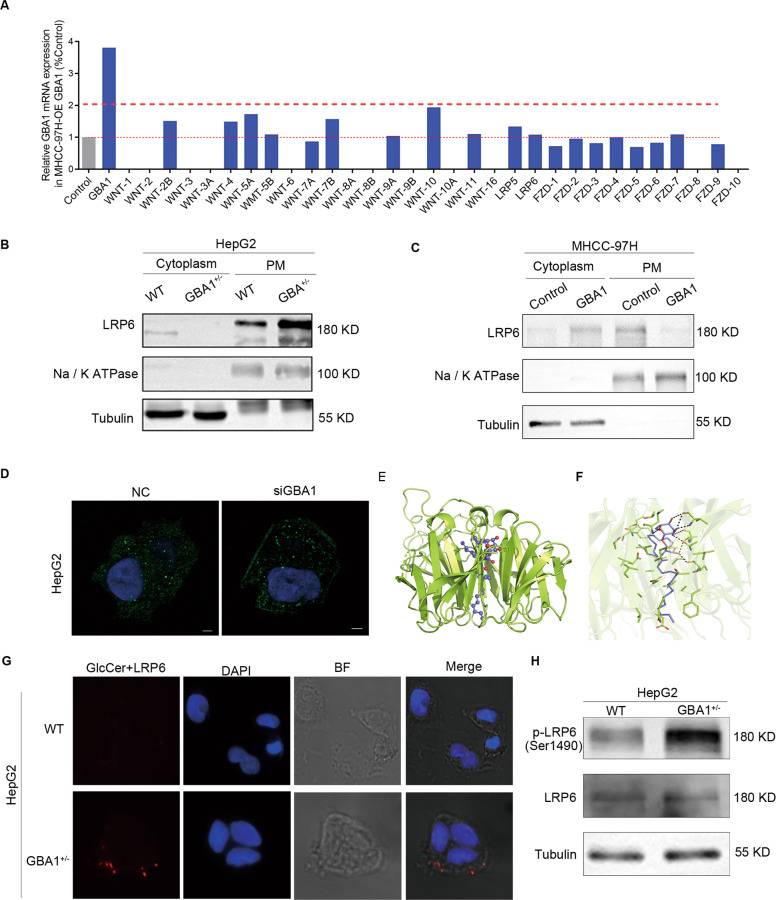 A
Relative GBA1 mRNA expression
in MHCC-97H-OE GBA1 (%Control)
4
3
2
1
0
Control
GBA1
WNT-1
WNT-2
WNT-2B
WNT-3
WNT-3A
WNT-4
WNT-5A
WMT-5B
WNT-6
WNT-7A
WNT-7B
WNT-8A
WNT-8B
WNT-9A
WNT-9B
WNT-10
WNT-10A
WNT-11
WNT-16
LRP5
LRP6
FZD-1
FZD-2
FZD-3
FZD-4
FZD-5
FZD-6
FZD-7
FZD-8
FZD-9
FZD-10
B
HepG2
Cytoplasm PM
WT GBA1+/- WT GBA+/-
LRP6 180 KD
Na / K ATPase 100 KD
Tubulin 55 KD
C
MHCC-97H
Cytoplasm PM
Control GBA1 Control GBA1
LRP6 180 KD
Na / K ATPase 100 KD
Tubulin 55 KD
D
NC siGBA1
HepG2
E
F
G
GlcCer+LRP6 DAPI BF Merge
HepG2
WT
GBA1+/-
H
HepG2
WT GBA1+/-
p-LRP6
(Ser1490)
180 KD
LRP6 180 KD
Tubulin 55 KD